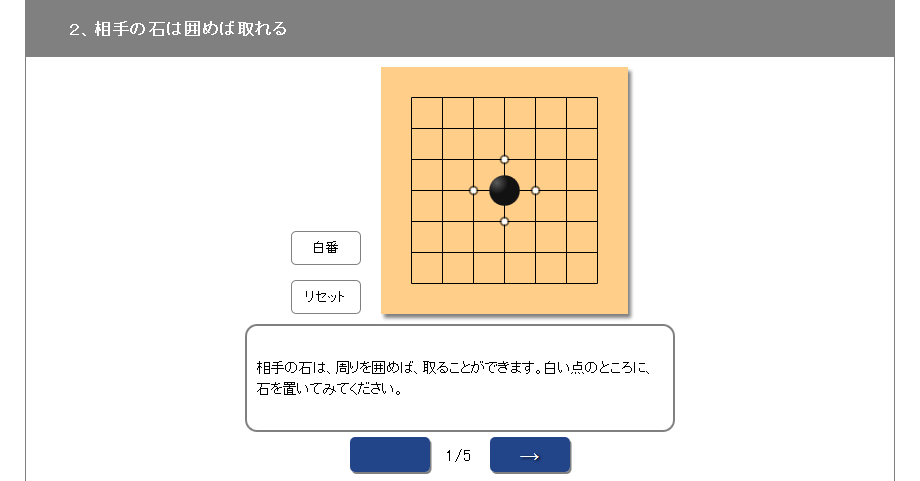 2、相手の石は囲めば取れる
白番
リセット
相手の石は、周りを囲めば、取ることができます。白い点のところに、
石を置いてみてください。
1/5
→